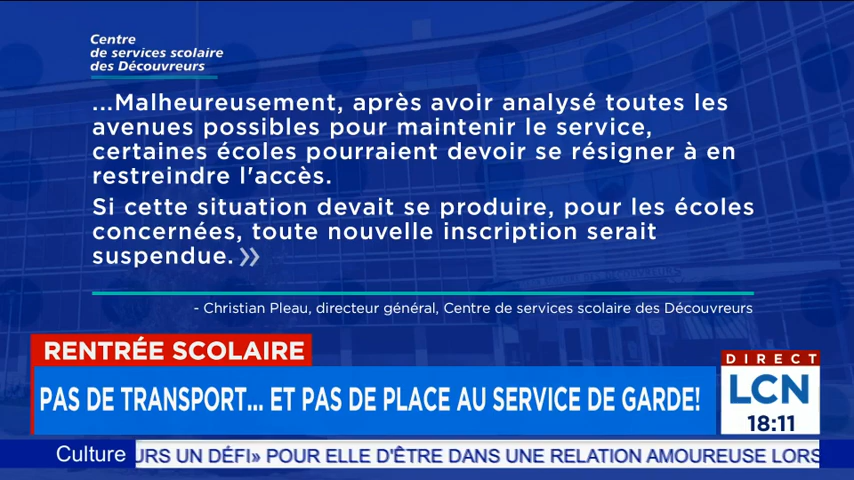 Centre
de services scolaire
des Découvreurs
...Malheureusement, après avoir analysé toutes les
avenues possibles pour maintenir le service,
certaines écoles pourraient devoir se résigner à en
restreindre l'accès.
Si cette situation devait se produire, pour les écoles
concernées, toute nouvelle inscription serait
suspendue. »
- Christian Pleau, directeur général, Centre de services scolaire des Découvreurs
RENTRÉE SCOLAIRE
PAS DE TRANSPORT... ET PAS DE PLACE AU SERVICE DE GARDE!
DIRECT
LCN
18:11
Culture URS UN DÉFI» POUR ELLE D'ÊTRE DANS UNE RELATION AMOUREUSE LORS